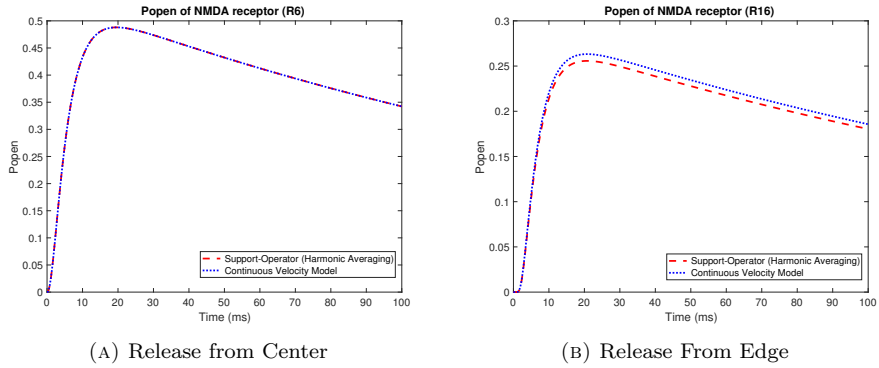 Popen of NMDA receptor (R6)
0.5
0.45
0.4
0.35
0.3
0.25
0.2
0.15
0.1
0.05
0
Popen
Support-Operator (Harmonic Averaging)
Continuous Velocity Model
0 10 20 30 40 50 60 70 80 90 100
Time (ms)
(A) Release from Center
Popen of NMDA receptor (R16)
0.3
0.25
0.2
0.15
0.1
0.05
0
Popen
Support-Operator (Harmonic Averaging)
Continuous Velocity Model
0 10 20 30 40 50 60 70 80 90 100
Time (ms)
(B) Release From Edge